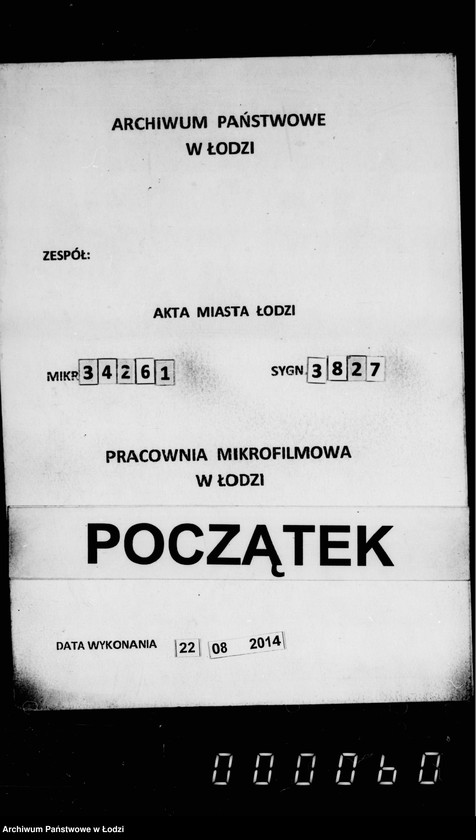 ARCHIWUM PAŃSTWOWE
W ŁODZI
ZESPÓŁ:
AKTA MIASTA ŁODZI
MIKR 34261 SYGN. 3827
PRACOWNIA MIKROFILMOWA
W ŁODZI
POCZĄTEK
DATA WYKONANIA 22 08 2014
000060
Archiwum Państwowe w Łodzi